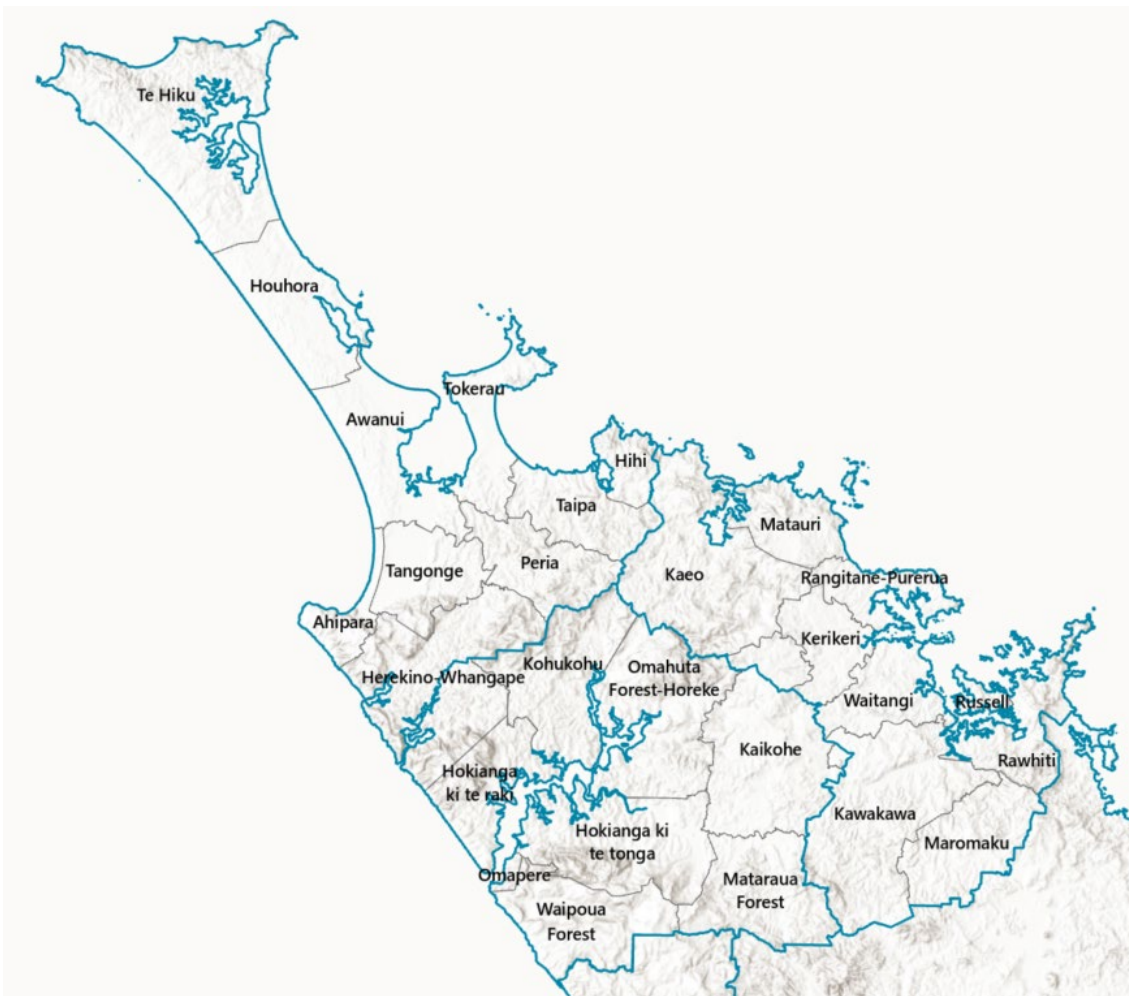 Te Hiku
Houhora
Tokerau
Awanui
Hihi
Taipa
Matauri
Peria
Tangonge
Kaeo
Rangitane-Purerua
Ahipara
Kerikeri
Kohukohu
Omahuta
Forest-Horeke
Herekino-Whangape
Waitangi
Russell
Kaikohe
Rawhiti
Hokianga
ki te raki
Kawakawa
Hokianga ki
te tonga
Maromaku
Omapere
Mataraua
Forest
Waipoua
Forest